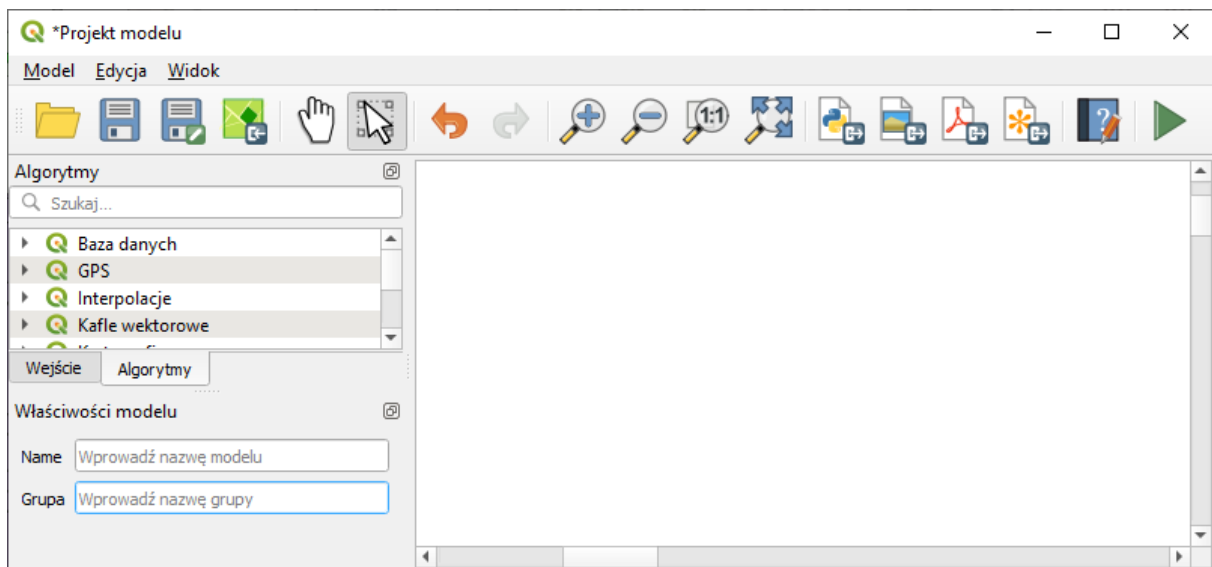 *Projekt modelu
Model Edycja Widok
1:1
Algorytmy
Szukaj...
Baza danych
GPS
Interpolacje
Kafle wektorowe
Wejście Algorytmy
Właściwości modelu
Name Wprowadź nazwę modelu
Grupa Wprowadź nazwę grupy